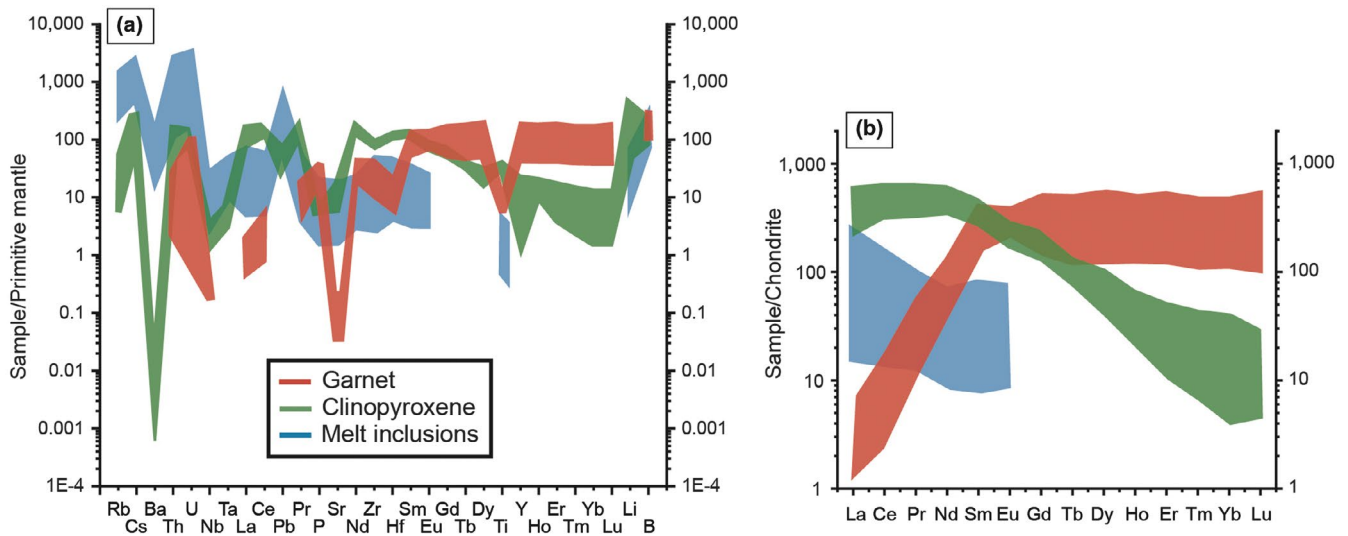 (a)
10,000
1,000
100
10
1
0.1
0.01
0.001
1E-4
Sample/Primitive mantle
10,000
1,000
100
10
1
0.1
0.01
0.001
1E-4
Garnet
Clinopyroxene
Melt inclusions
Rb Ba U Ta Ce Pr Sr Zr Sm Gd Dy Y Er Yb Li
Cs Th Nb La Pb P Nd Hf Eu Tb Ti Ho Tm Lu B
(b)
1,000
100
10
1
Sample/Chondrite
1,000
100
10
1
La Ce Pr Nd Sm Eu Gd Tb Dy Ho Er Tm Yb Lu